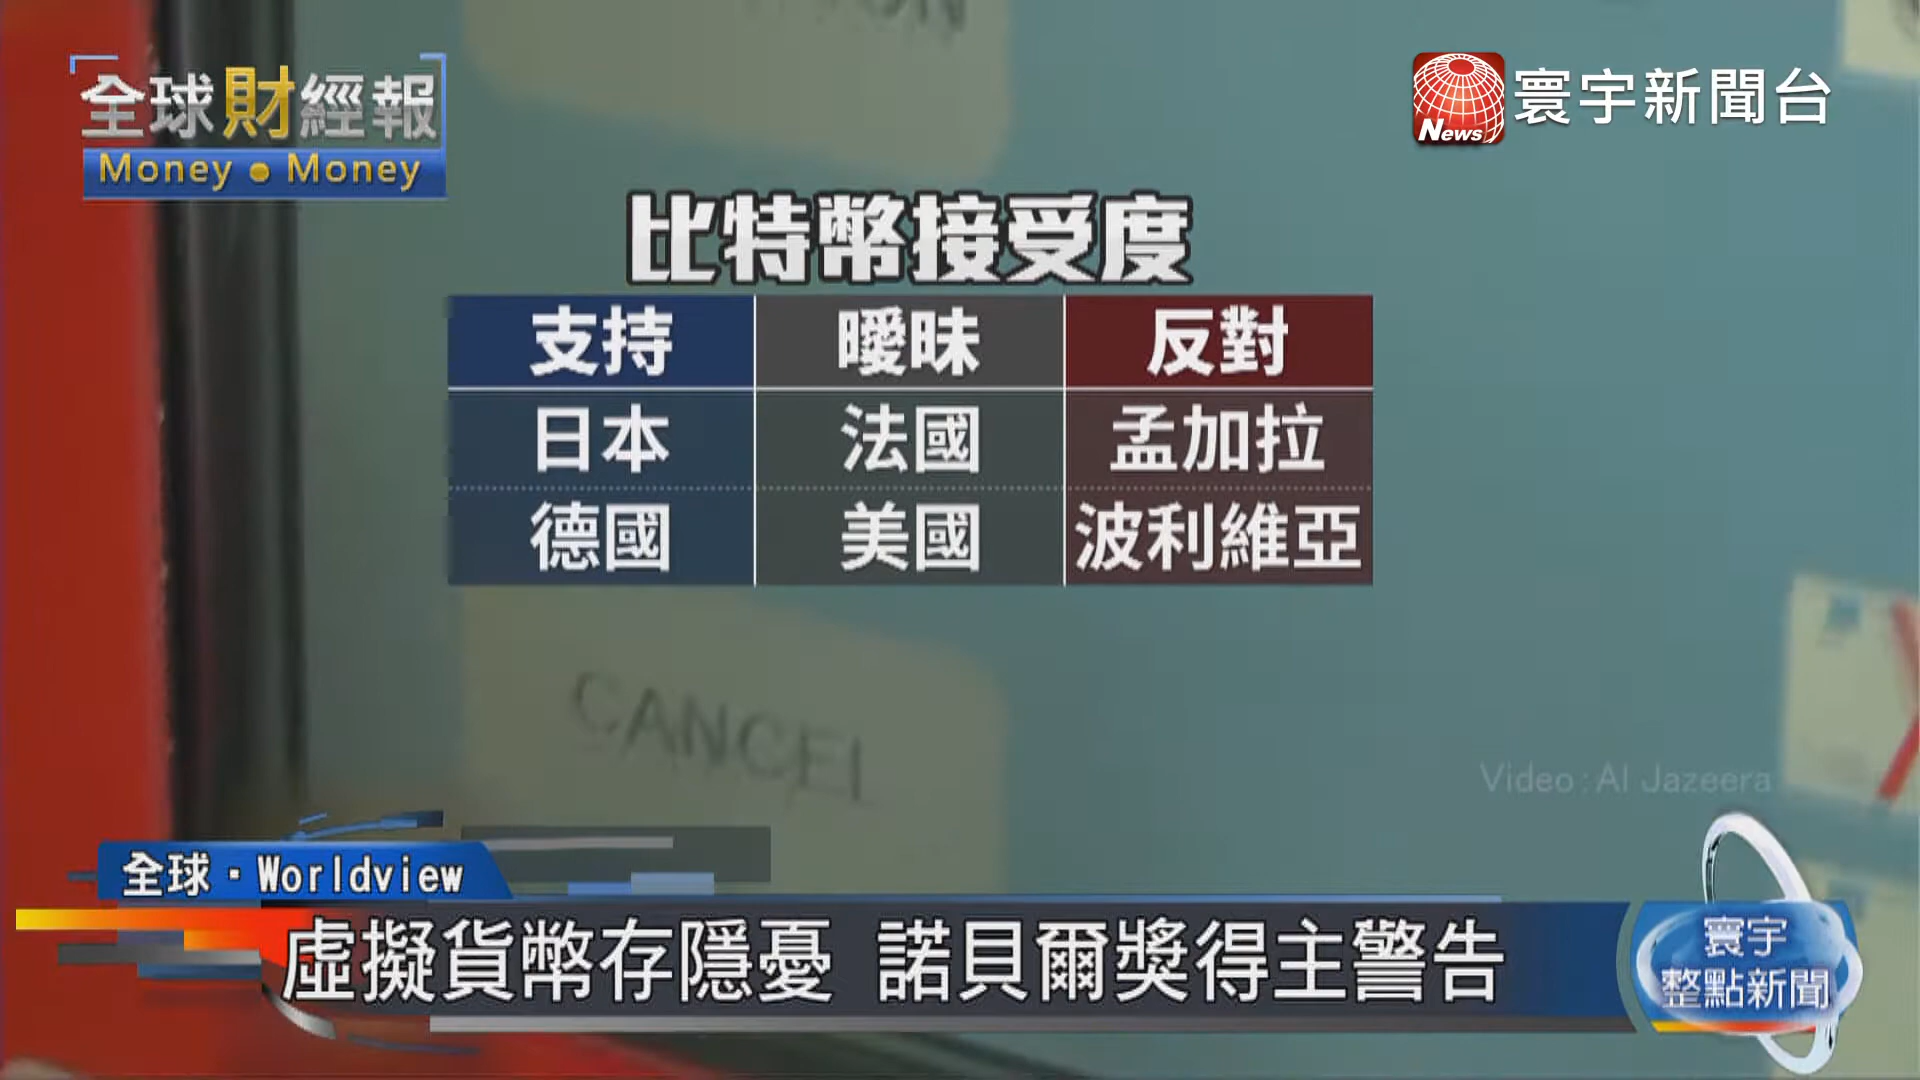 全球財經報
Money ● Money
News 寰宇新聞台
比特幣接受度
支持 曖昧 反對
日本 法國 孟加拉
德國 美國 波利維亞
CANCEL
Video : Al Jazeera
全球 · Worldview
虛擬貨幣存隱憂 諾貝爾獎得主警告
寰宇
整點新聞